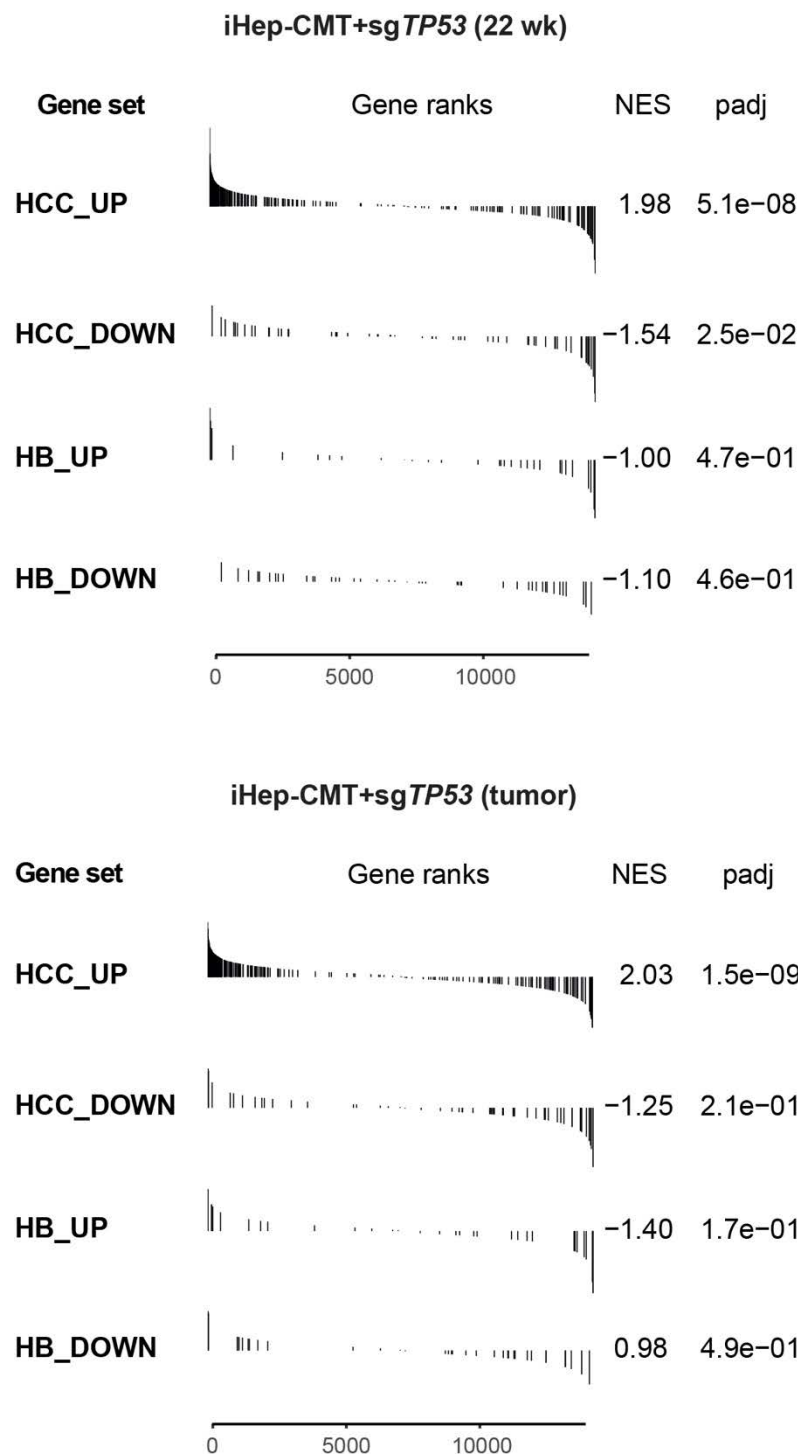 iHep-CMT+sgTP53 (22 wk)
Gene set Gene ranks NES padj
HCC_UP 1.98 5.1e−08
HCC_DOWN −1.54 2.5e−02
HB_UP −1.00 4.7e−01
HB_DOWN −1.10 4.6e−01
0 5000 10000
iHep-CMT+sgTP53 (tumor)
Gene set Gene ranks NES padj
HCC_UP 2.03 1.5e−09
HCC_DOWN −1.25 2.1e−01
HB_UP −1.40 1.7e−01
HB_DOWN 0.98 4.9e−01
0 5000 10000